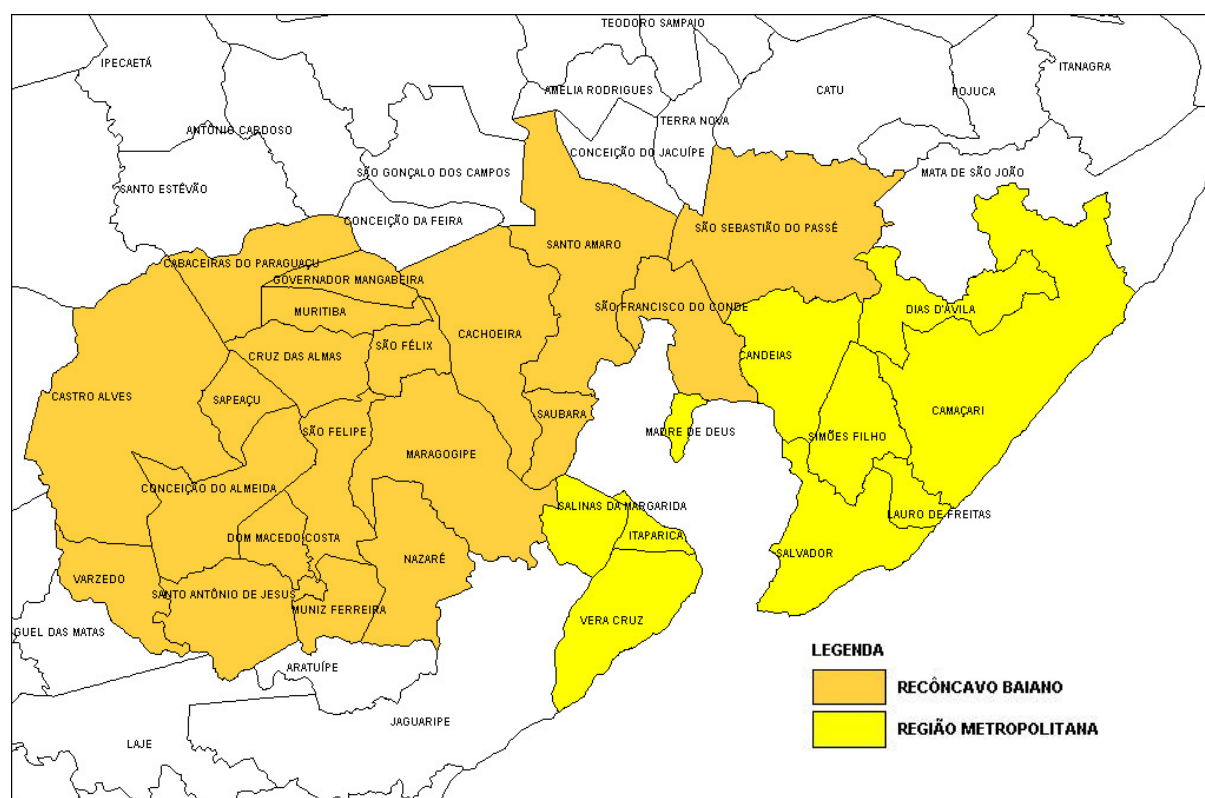 TEODORO SAMPAIO
IPECAETÁ
ITANAGRA
AMÉLIA RODRIGUES
CATU
POJUCA
TERRA NOVA
ANTÔNIO CARDOSO
CONCEIÇÃO DO JACUÍPE
SÃO GONÇALO DOS CAMPOS
MATA DE SÃO JOÃO
SANTO ESTÊVÃO
CONCEIÇÃO DA FEIRA
SÃO SEBASTIÃO DO PASSÉ
SANTO AMARO
CABACEIRAS DO PARAGUAÇU
GOVERNADOR MANGABEIRA
SÃO FRANCISCO DO CONDE
DIAS D'AVILA
MURITIBA
CACHOEIRA
SÃO FÉLIX
CRUZ DAS ALMAS
CANDEIAS
CASTRO ALVES
SAPEAÇU
SAUBARA
CAMAÇARI
SÃO FELIPE
MADRE DE DEUS
SIMÕES FILHO
MARAGOGIPE
CONCEIÇÃO DO ALMEIDA
SALINAS DA MARGARIDA
LAURO DE FREITAS
ITAPARICA
DOM MACEDO COSTA
SALVADOR
NAZARÉ
VARZEDO
SANTO ANTÔNIO DE JESUS
MUNIZ FERREIRA
VERA CRUZ
GUEL DAS MATAS
LEGENDA
ARATUÍPE
RECÔNCAVO BAIANO
JAGUARIPE
REGIÃO METROPOLITANA
LAJE